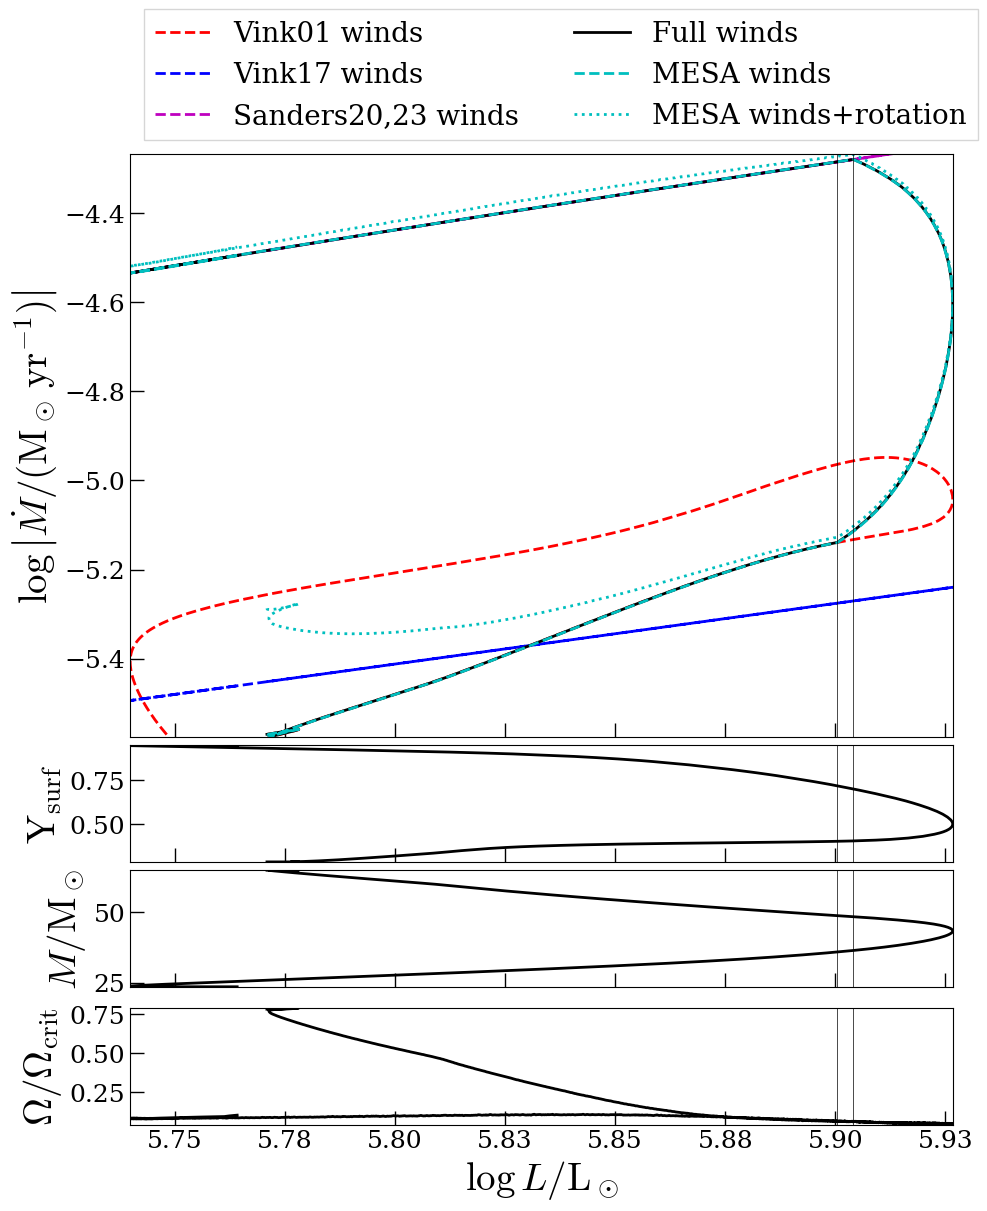 Vink01 winds
Vink17 winds
Sanders20,23 winds
Full winds
MESA winds
MESA winds+rotation
log |Ṁ/(M⊙ yr⁻¹)|
−4.4
−4.6
−4.8
−5.0
−5.2
−5.4
Y_surf
0.75
0.50
M/M⊙
50
25
Ω/Ω_crit
0.75
0.50
0.25
5.75 5.78 5.80 5.83 5.85 5.88 5.90 5.93
log L/L⊙